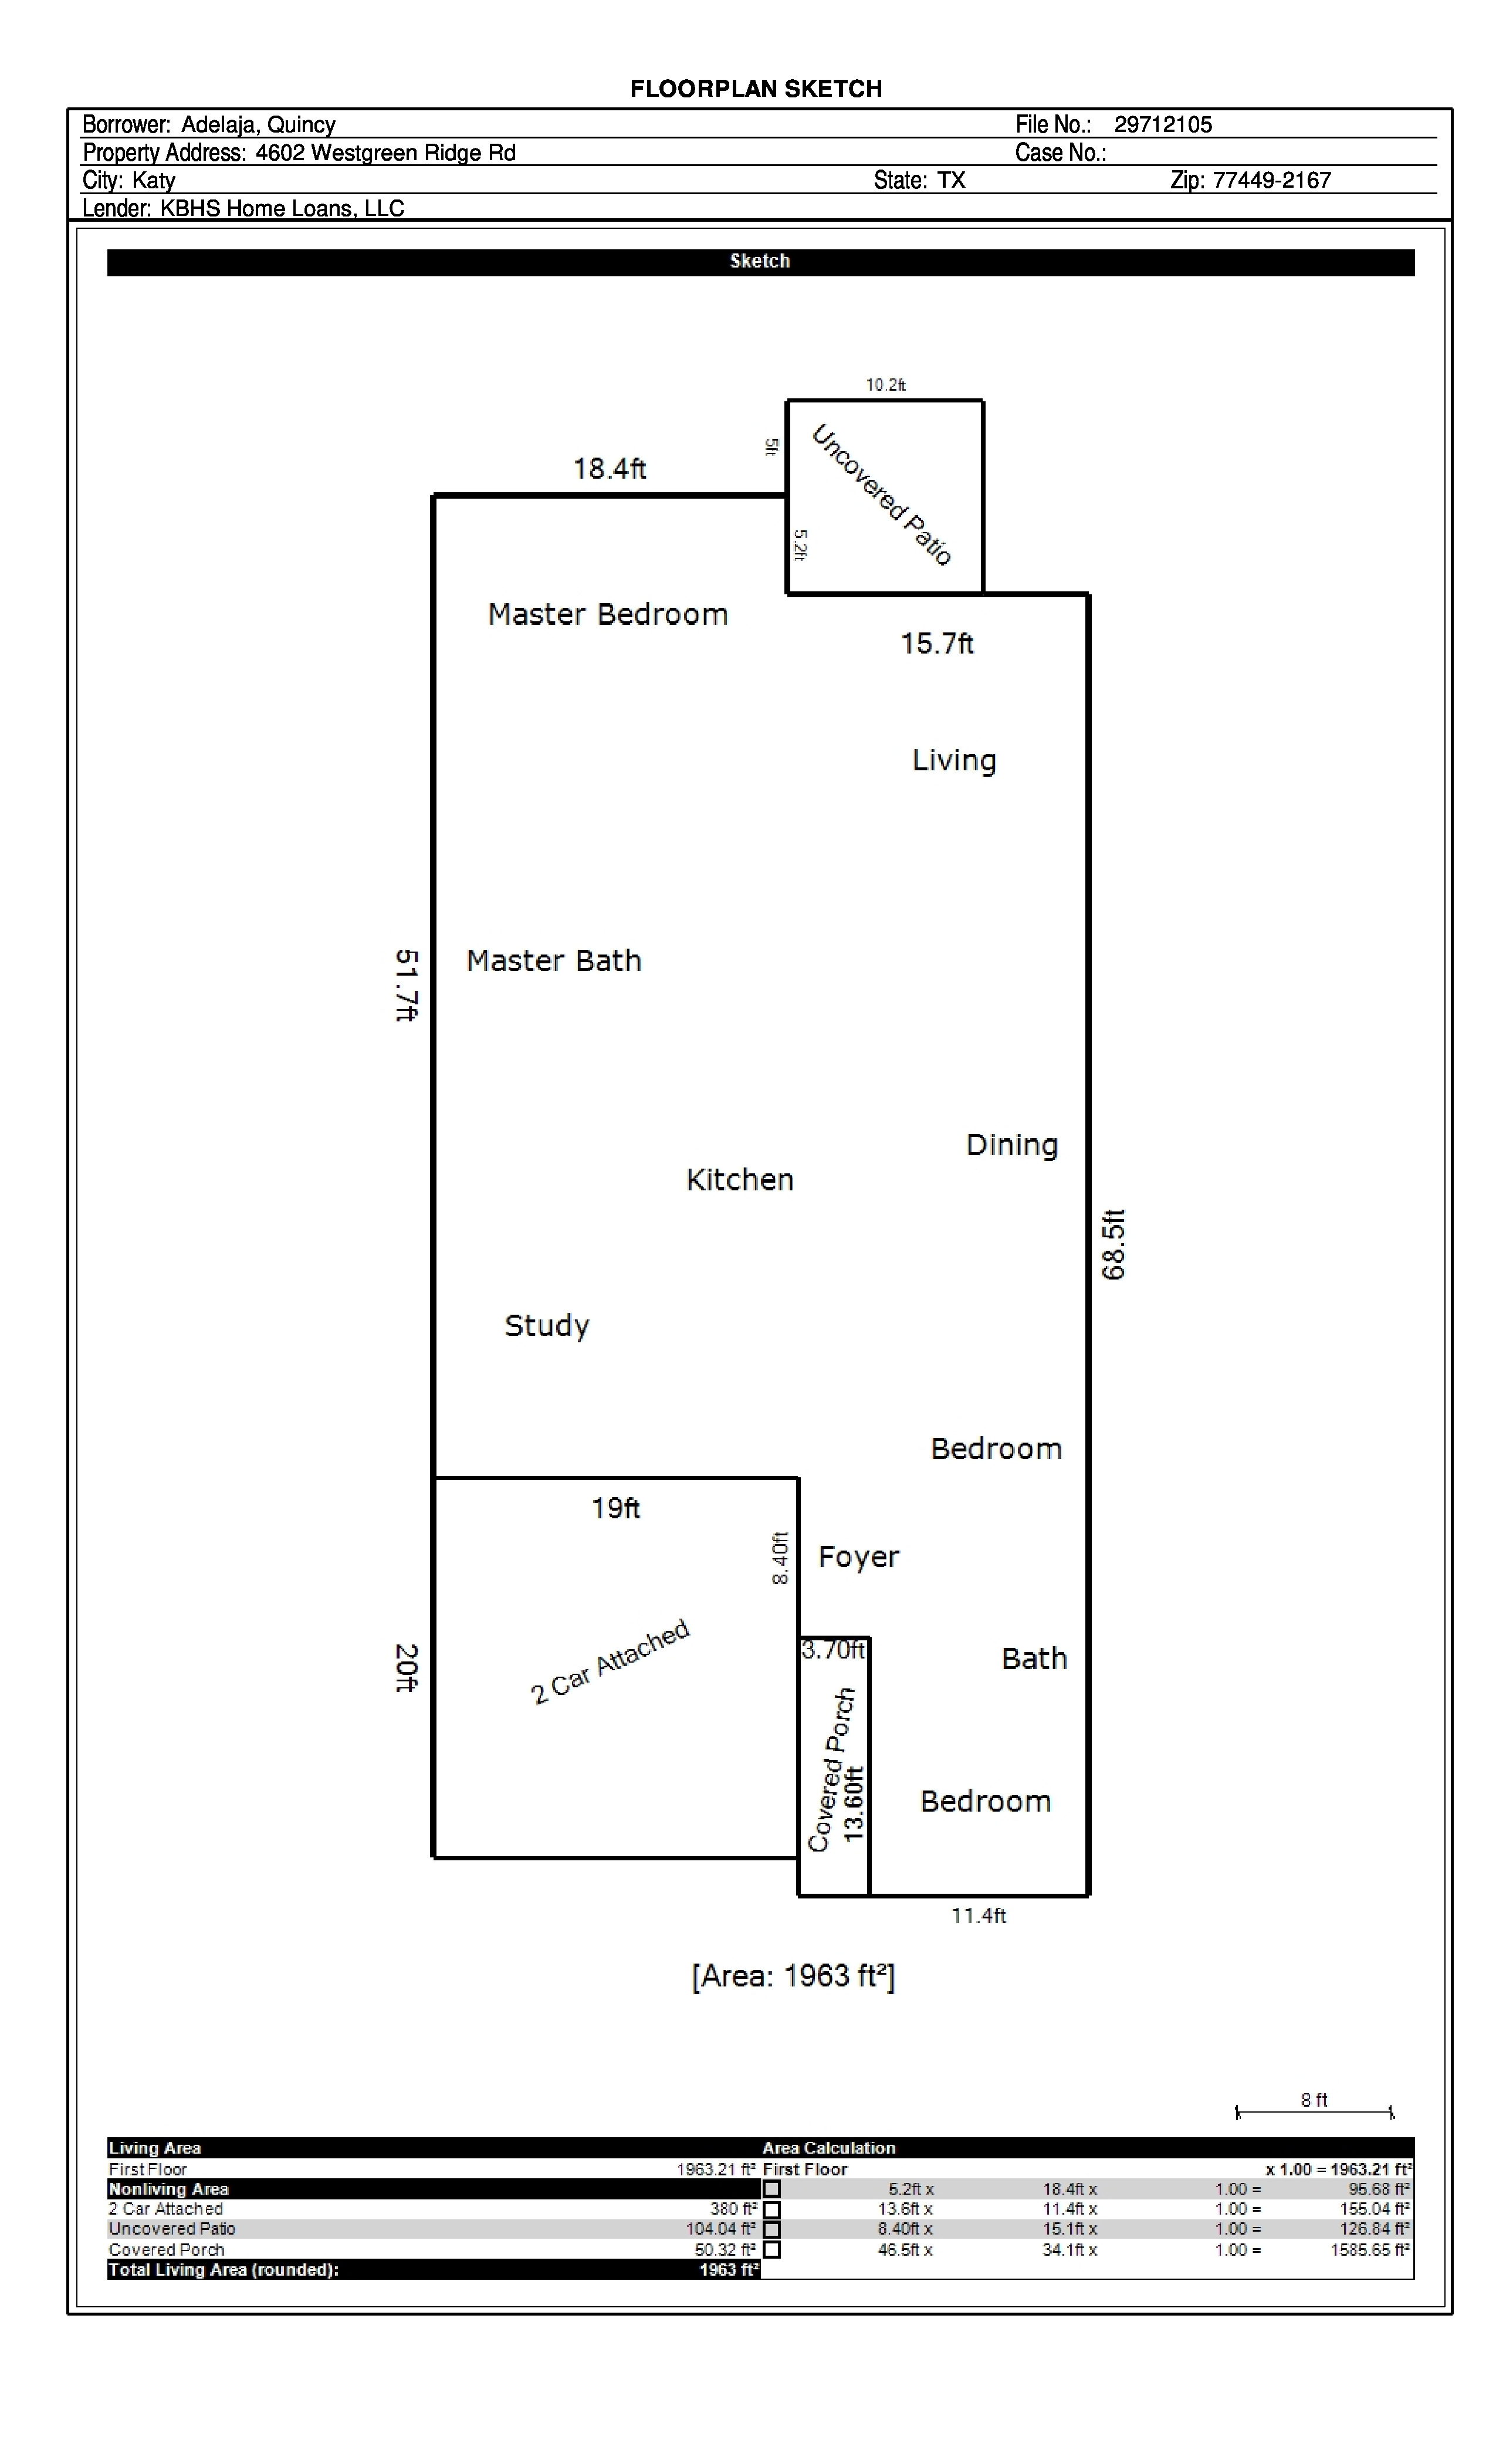 FLOORPLAN SKETCH
Borrower: Adelaja, Quincy File No.: 29712105
Property Address: 4602 Westgreen Ridge Rd Case No.:
City: Katy State: TX Zip: 77449-2167
Lender: KBHS Home Loans, LLC
Sketch
10.2ft
5ft
Uncovered Patio
18.4ft
5.2ft
Master Bedroom
15.7ft
Living
51.7ft
Master Bath
Dining
Kitchen
68.5ft
Study
Bedroom
19ft
8.40ft
Foyer
2 Car Attached
20ft
3.70ft
Bath
Covered Porch
13.60ft
Bedroom
11.4ft
[Area: 1963 ft²]
8 ft
Living Area Area Calculation
First Floor 1963.21 ft² First Floor x 1.00 = 1963.21 ft²
Nonliving Area 5.2ft x 18.4ft x 1.00 = 95.68 ft²
2 Car Attached 380 ft² 13.6ft x 11.4ft x 1.00 = 155.04 ft²
Uncovered Patio 104.04 ft² 8.40ft x 15.1ft x 1.00 = 126.84 ft²
Covered Porch 50.32 ft² 46.5ft x 34.1ft x 1.00 = 1585.65 ft²
Total Living Area (rounded): 1963 ft²